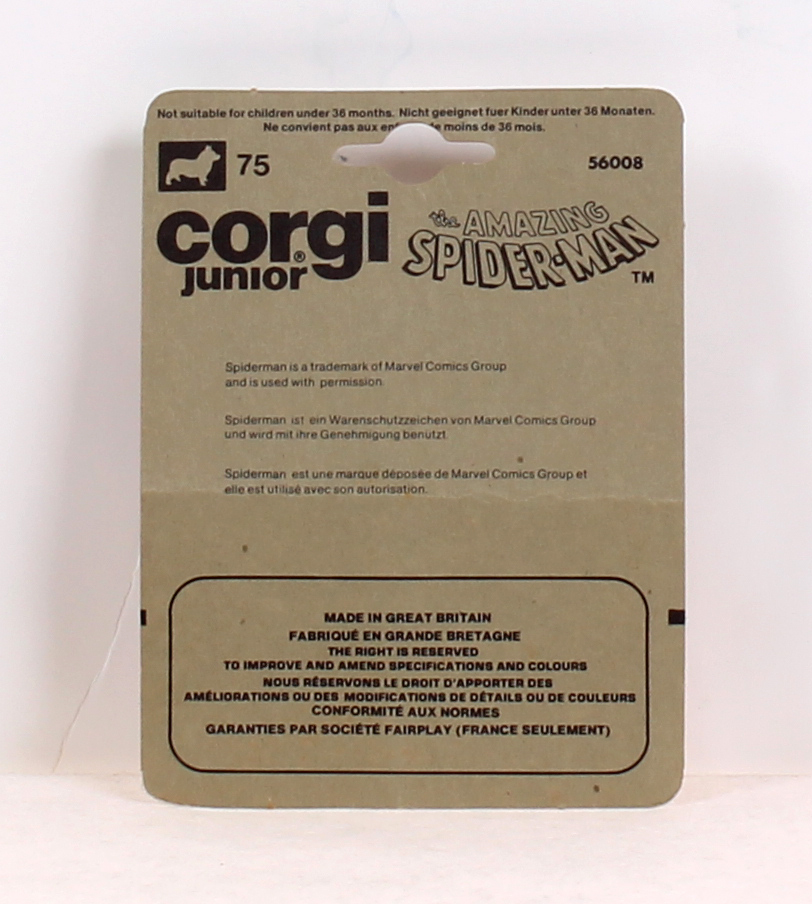 Not suitable for children under 36 months. Nicht geeignet fuer Kinder unter 36 Monaten.
Ne convient pas aux de moins de 36 mois.
75
56008
corgi
junior®
the AMAZING
SPIDER-MAN
TM
Spiderman is a trademark of Marvel Comics Group
and is used with permission
Spiderman ist ein Warenschutzzeichen von Marvel Comics Group
und wird mit ihre Genehmigung benutzt.
Spiderman est une marque déposée de Marvel Comics Group et
elle est utilisé avec son autorisation.
MADE IN GREAT BRITAIN
FABRIQUÉ EN GRANDE BRETAGNE
THE RIGHT IS RESERVED
TO IMPROVE AND AMEND SPECIFICATIONS AND COLOURS
NOUS RÉSERVONS LE DROIT D'APPORTER DES
AMÉLIORATIONS OU DES MODIFICATIONS DE DÉTAILS OU DE COULEURS
CONFORMITÉ AUX NORMES
GARANTIES PAR SOCIÉTÉ FAIRPLAY (FRANCE SEULEMENT)